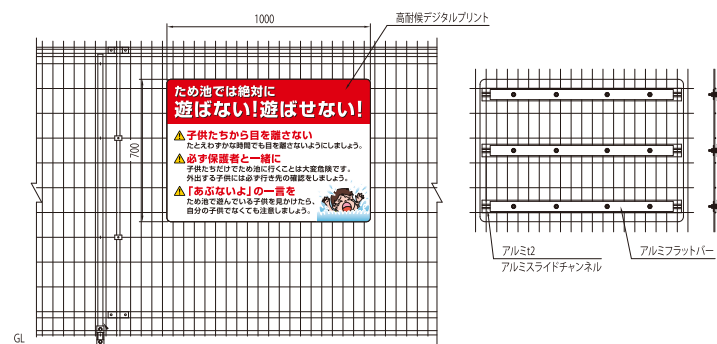 1000
高耐候デジタルプリント
700
ため池では絶対に
遊ばない!遊ばせない!
子供たちから目を離さない
たとえわずかな時間でも目を離さないようにしましょう。
必ず保護者と一緒に
子供たちだけでため池に行くことは大変危険です。
外出する子供には必ず行き先の確認をしましょう。
「あぶないよ」の一言を
ため池で遊んでいる子供を見かけたら、
自分の子供でなくても注意しましょう。
アルミt2
アルミスライドチャンネル
アルミフラットバー
GL